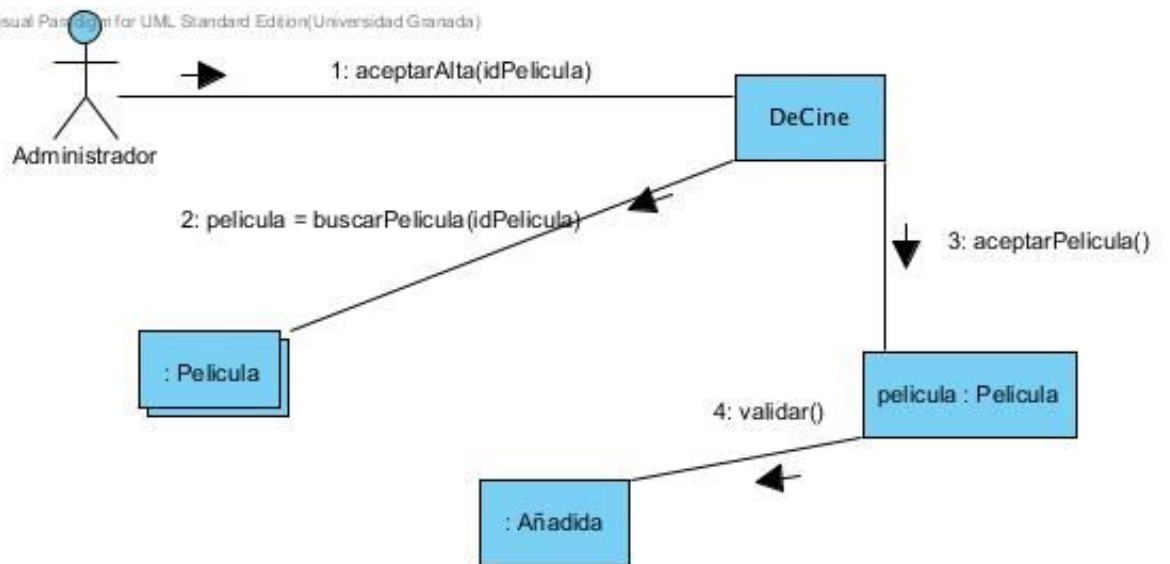 for UML Standard Edition(Universidad Granada)
1: aceptarAlta(idPelicula)
DeCine
Administrador
2: pelicula = buscarPelicula(idPelicula)
3: aceptarPelicula()
: Pelicula
pelicula : Pelicula
4: validar()
: Añadida